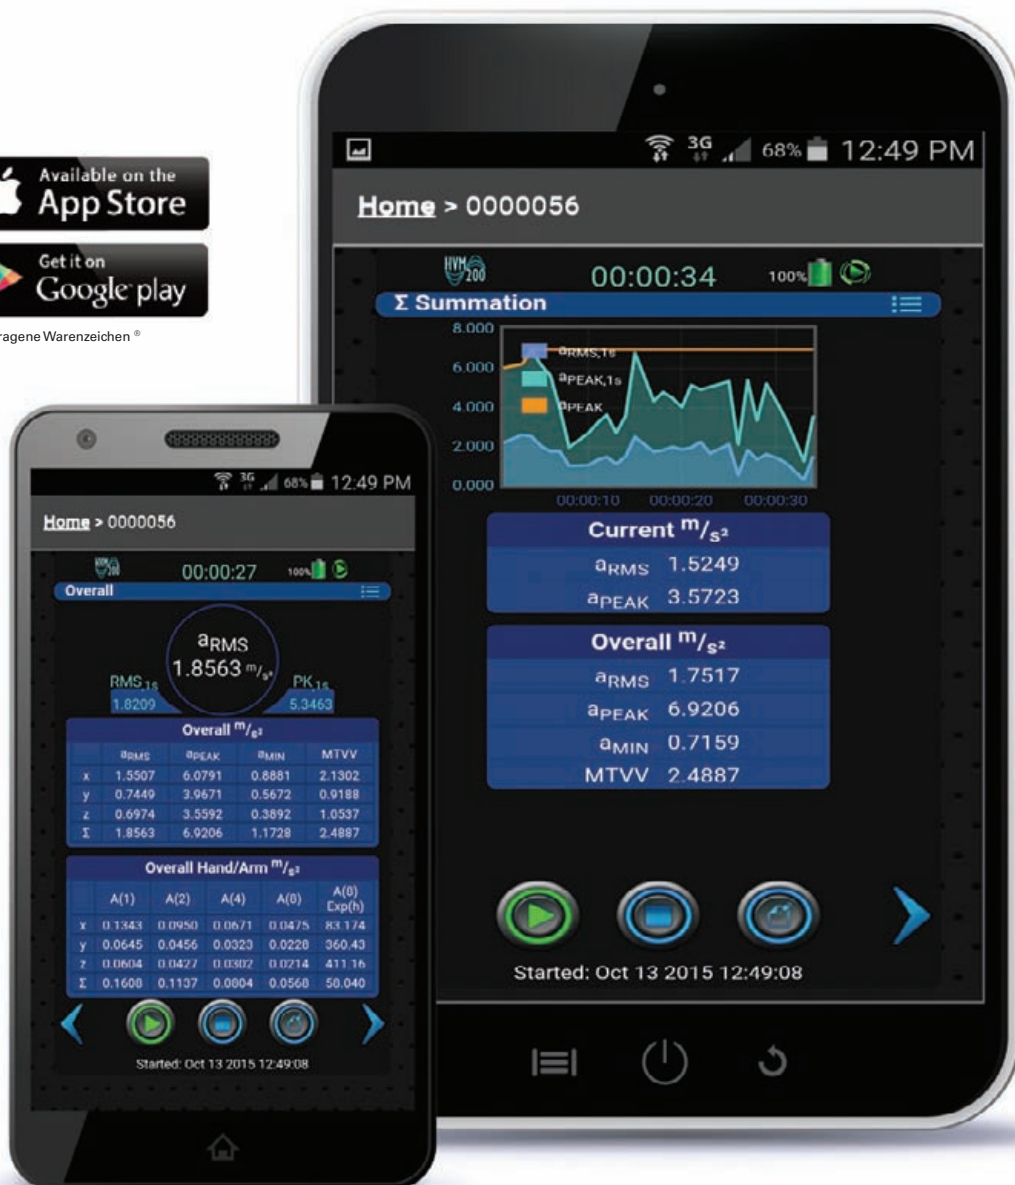 Available on the
App Store
Get it on
Google play
ragene Warenzeichen ®
3G 68% 12:49 PM
Home > 0000056
HVM 200 00:00:34 100%
Σ Summation
8.000
6.000
4.000
2.000
0.000
aRMS,1s
aPEAK,1s
aPEAK
00:00:10 00:00:20 00:00:30
Current m/s²
aRMS 1.5249
aPEAK 3.5723
Overall m/s²
aRMS 1.7517
aPEAK 6.9206
aMIN 0.7159
MTVV 2.4887
Started: Oct 13 2015 12:49:08
3G 68% 12:49 PM
Home > 0000056
HVM 200 00:00:27 100%
Overall
aRMS
1.8563 m/s²
RMS,1s PK,1s
1.8209 5.3463
Overall m/s²
aRMS aPEAK aMIN MTVV
x 1.5507 6.0791 0.8881 2.1302
y 0.7449 3.9671 0.5672 0.9188
z 0.6974 3.5592 0.3892 1.0537
Σ 1.8563 6.9206 1.1728 2.4887
Overall Hand/Arm m/s²
A(1) A(2) A(4) A(8) A(8) Exp(h)
x 0.1343 0.0950 0.0671 0.0475 83.174
y 0.0645 0.0456 0.0323 0.0228 360.43
z 0.0604 0.0427 0.0302 0.0214 411.16
Σ 0.1608 0.1137 0.0804 0.0568 58.040
Started: Oct 13 2015 12:49:08